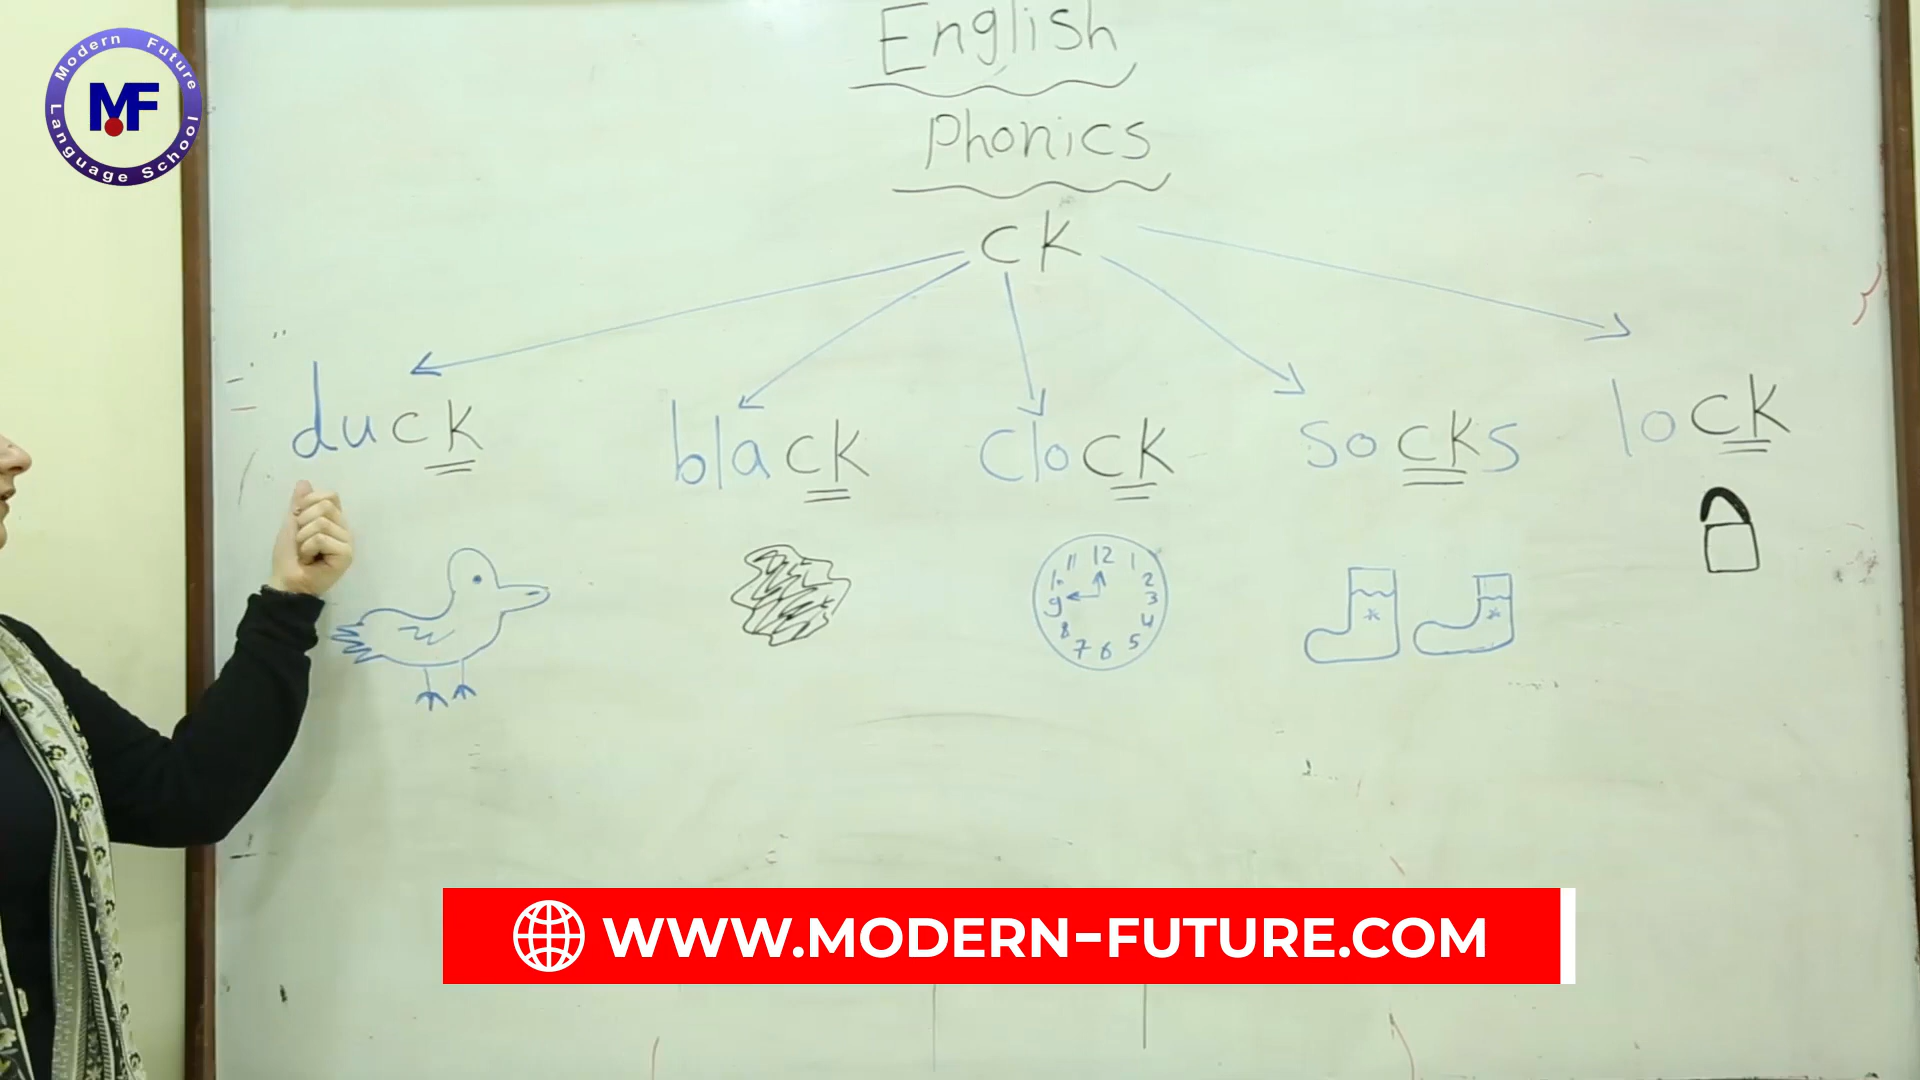 Modern Future
MF
Language School
English
Phonics
ck
duck black clock socks lock
11 12 1
10 2
9 3
8 4
7 6 5
WWW.MODERN-FUTURE.COM